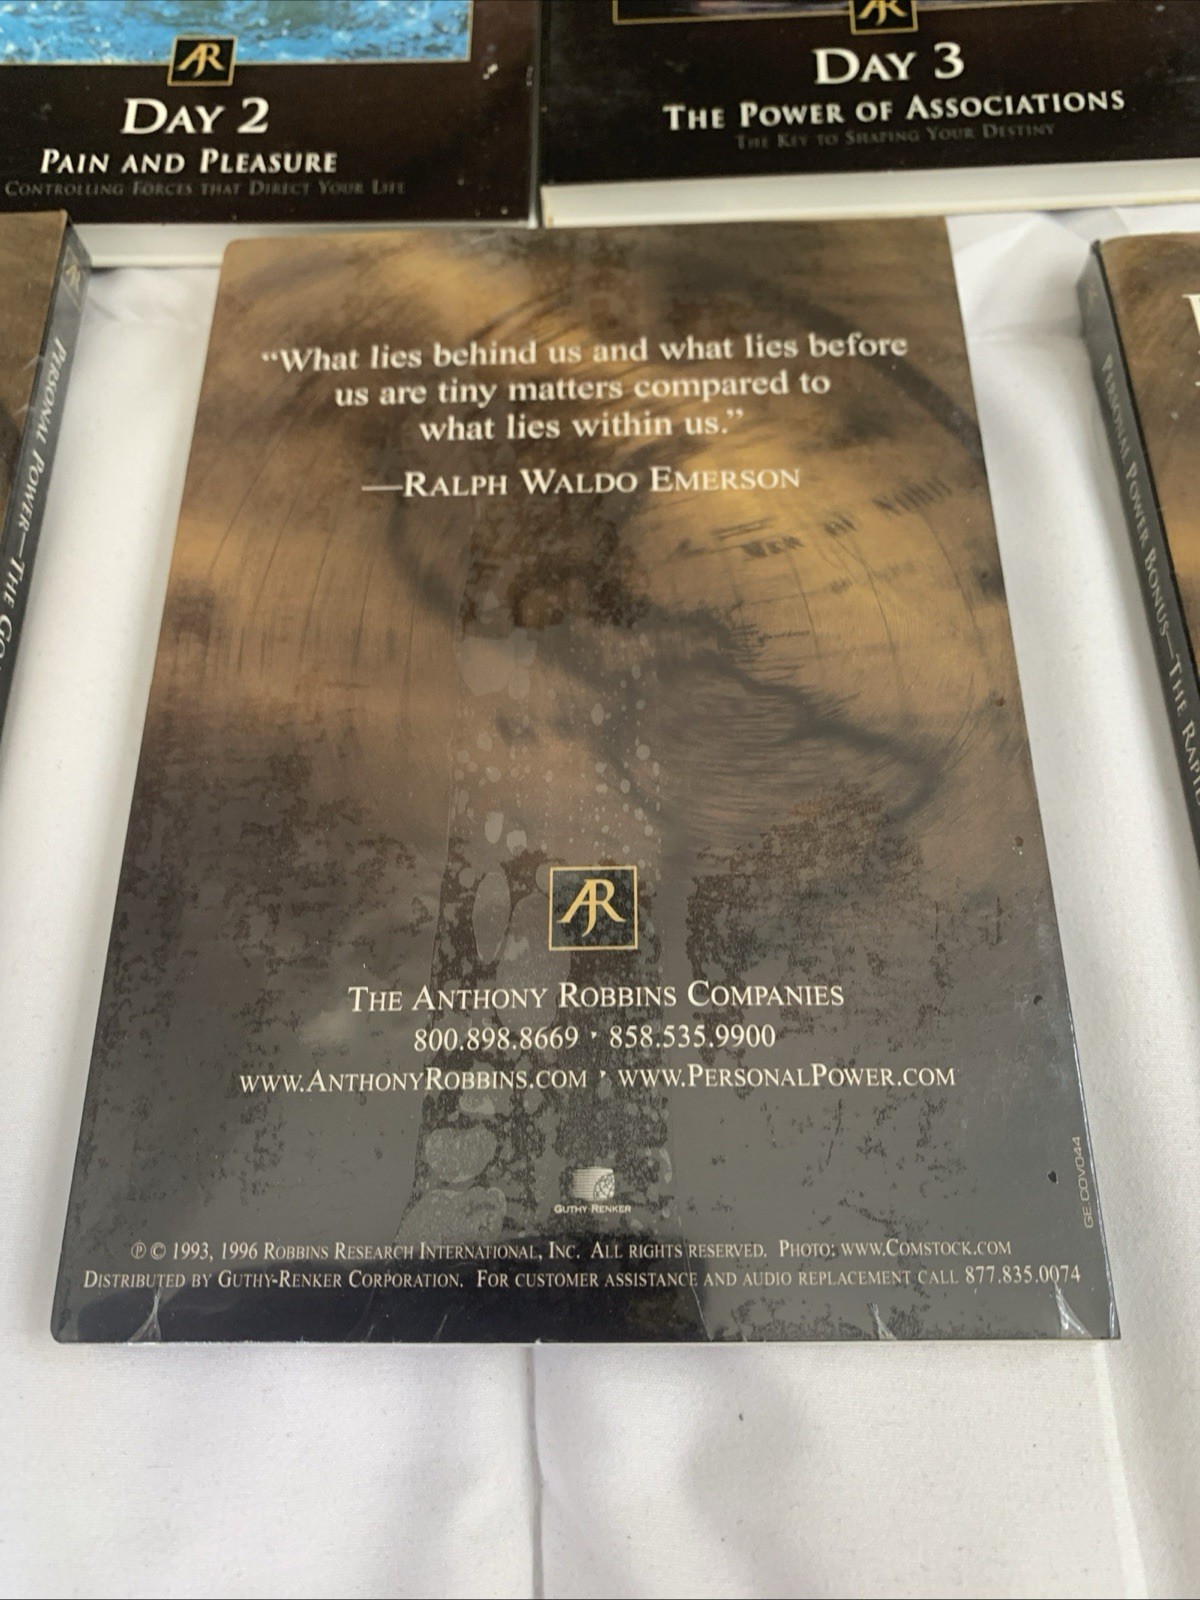 AR
DAY 2
PAIN AND PLEASURE
CONTROLLING FORCES THAT DIRECT YOUR LIFE
AR
DAY 3
THE POWER OF ASSOCIATIONS
THE KEY TO SHAPING YOUR DESTINY
PERSONAL POWER—THE
“What lies behind us and what lies before
us are tiny matters compared to
what lies within us.”
—RALPH WALDO EMERSON
AR
THE ANTHONY ROBBINS COMPANIES
800.898.8669 · 858.535.9900
WWW.ANTHONYROBBINS.COM · WWW.PERSONALPOWER.COM
GUTHY-RENKER
GE.COV044
℗ © 1993, 1996 ROBBINS RESEARCH INTERNATIONAL, INC. ALL RIGHTS RESERVED. PHOTO: WWW.COMSTOCK.COM
DISTRIBUTED BY GUTHY-RENKER CORPORATION. FOR CUSTOMER ASSISTANCE AND AUDIO REPLACEMENT CALL 877.835.0074
PERSONAL POWER BONUS—THE